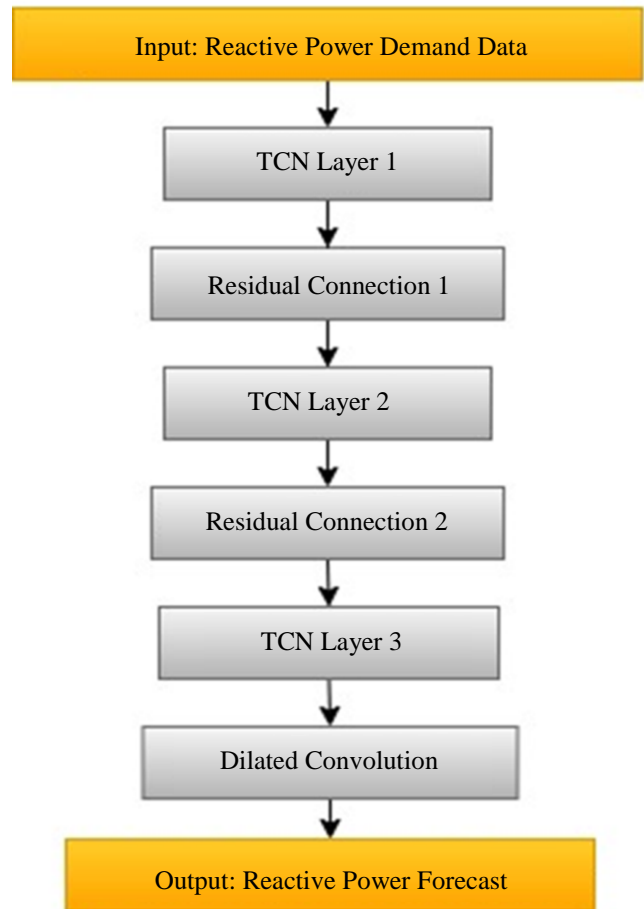 Input: Reactive Power Demand Data
TCN Layer 1
Residual Connection 1
TCN Layer 2
Residual Connection 2
TCN Layer 3
Dilated Convolution
Output: Reactive Power Forecast